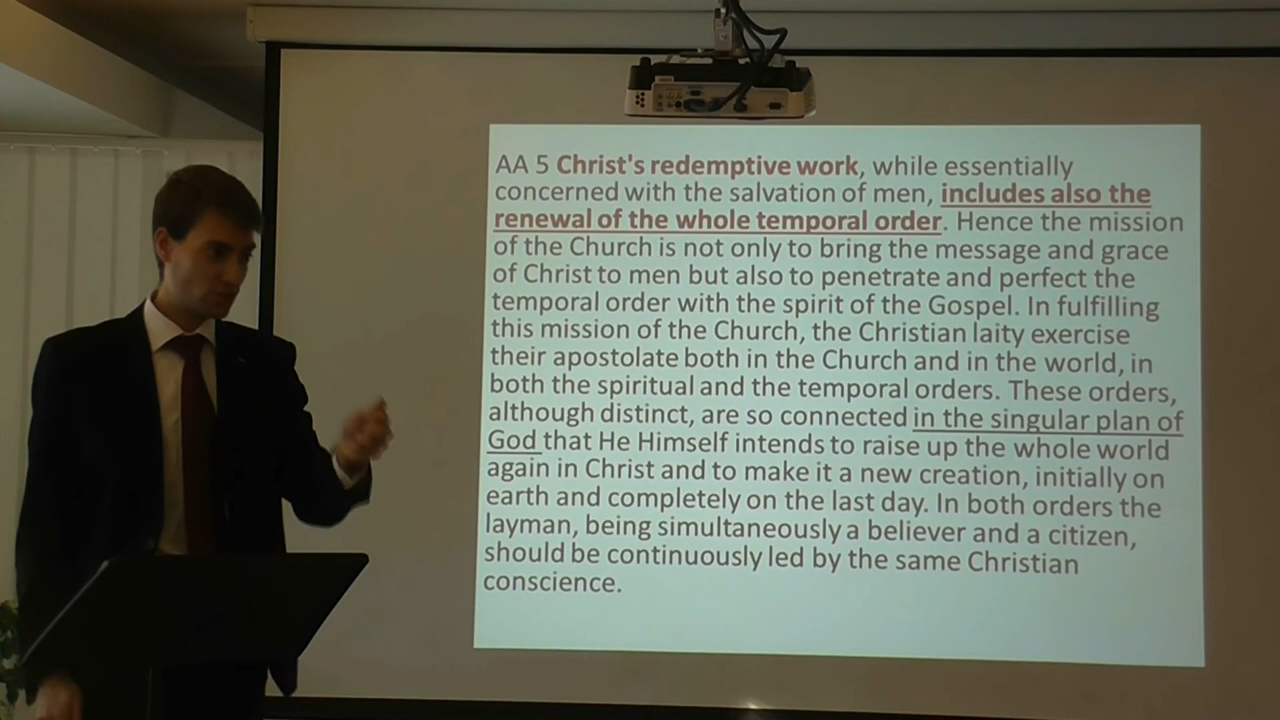 AA 5 Christ's redemptive work, while essentially
concerned with the salvation of men, includes also the
renewal of the whole temporal order. Hence the mission
of the Church is not only to bring the message and grace
of Christ to men but also to penetrate and perfect the
temporal order with the spirit of the Gospel. In fulfilling
this mission of the Church, the Christian laity exercise
their apostolate both in the Church and in the world, in
both the spiritual and the temporal orders. These orders,
although distinct, are so connected in the singular plan of
God that He Himself intends to raise up the whole world
again in Christ and to make it a new creation, initially on
earth and completely on the last day. In both orders the
layman, being simultaneously a believer and a citizen,
should be continuously led by the same Christian
conscience.